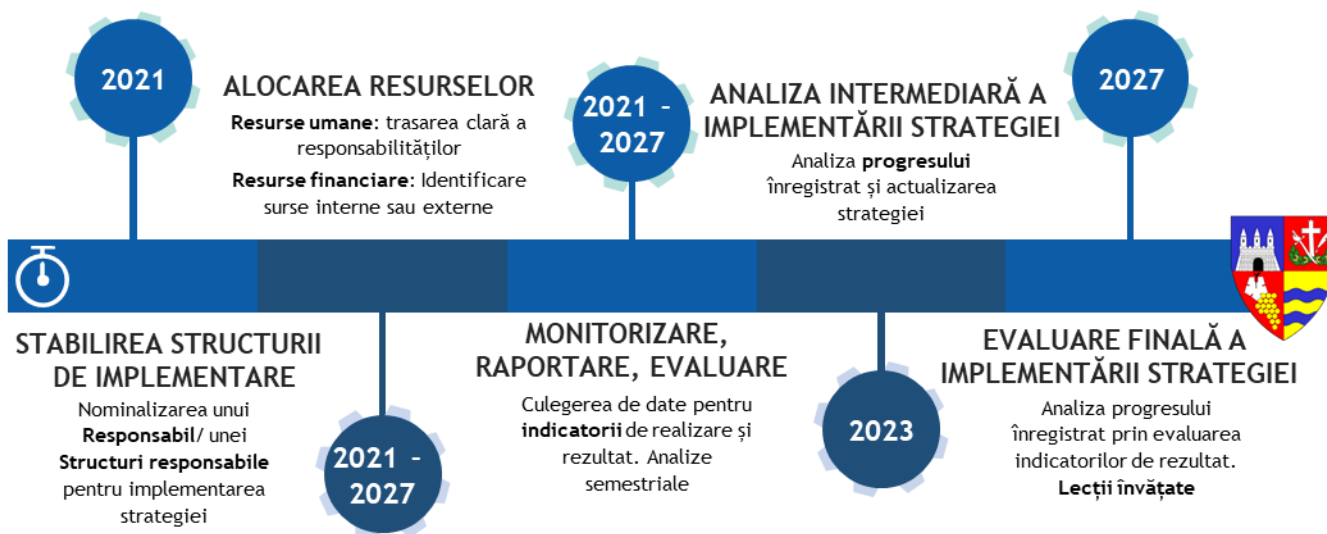 2021
STABILIREA STRUCTURII
DE IMPLEMENTARE
Nominalizarea unui
Responsabil/ unei
Structuri responsabile
pentru implementarea
strategiei
ALOCAREA RESURSELOR
Resurse umane: trasarea clară a
responsabilităților
Resurse financiare: Identificare
surse interne sau externe
2021 -
2027
2021 -
2027
MONITORIZARE,
RAPORTARE, EVALUARE
Culegerea de date pentru
indicatorii de realizare și
rezultat. Analize
semestriale
ANALIZA INTERMEDIARĂ A
IMPLEMENTĂRII STRATEGIEI
Analiza progresului
înregistrat și actualizarea
strategiei
2023
2027
EVALUARE FINALĂ A
IMPLEMENTĂRII STRATEGIEI
Analiza progresului
înregistrat prin evaluarea
indicatorilor de rezultat.
Lecții învățate